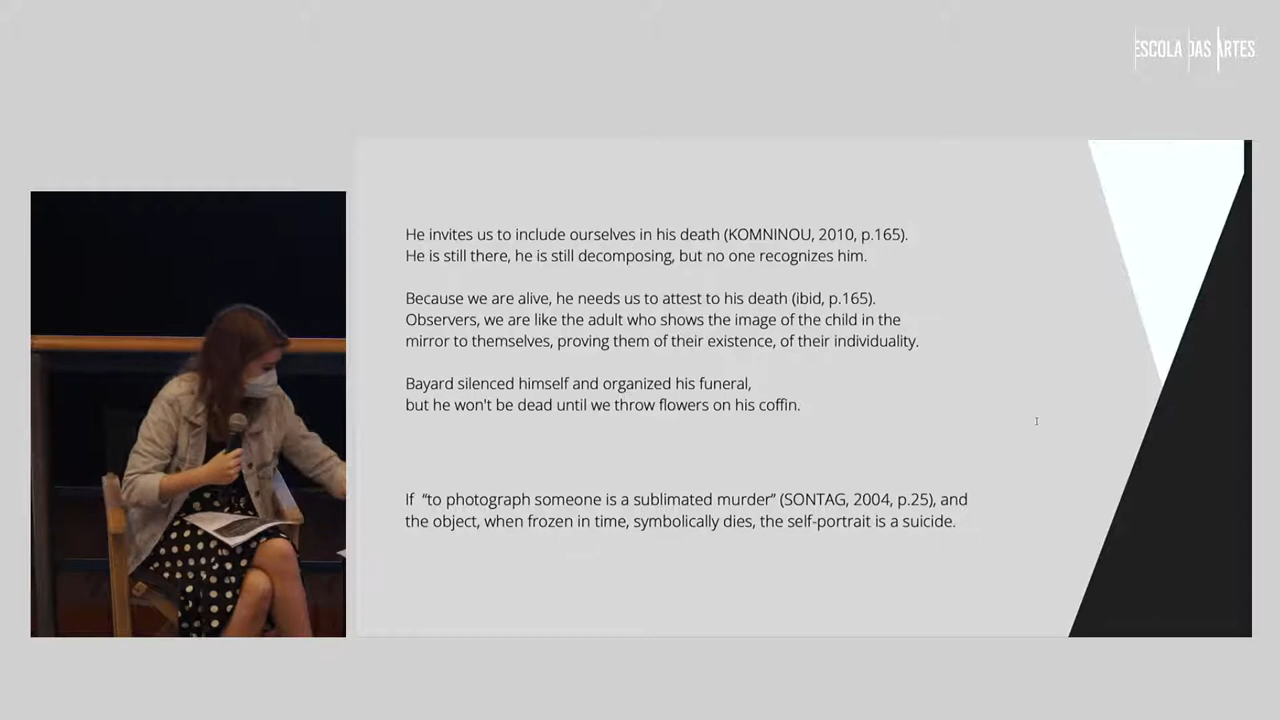 ESCOLA DAS ARTES
He invites us to include ourselves in his death (KOMNINOU, 2010, p.165).
He is still there, he is still decomposing, but no one recognizes him.
Because we are alive, he needs us to attest to his death (ibid, p.165).
Observers, we are like the adult who shows the image of the child in the
mirror to themselves, proving them of their existence, of their individuality.
Bayard silenced himself and organized his funeral,
but he won't be dead until we throw flowers on his coffin.
If “to photograph someone is a sublimated murder” (SONTAG, 2004, p.25), and
the object, when frozen in time, symbolically dies, the self-portrait is a suicide.